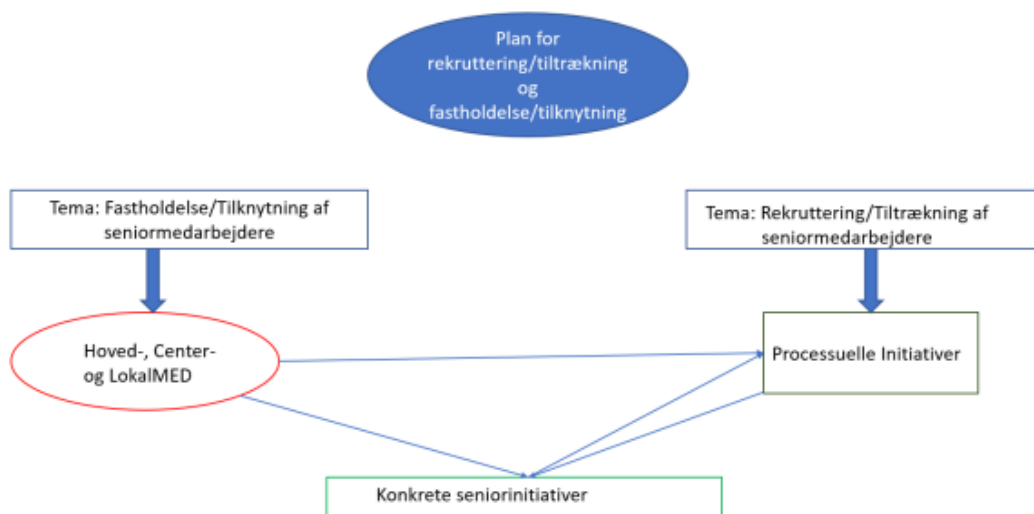 Plan for
rekruttering/tiltrækning
og
fastholdelse/tilknytning
Tema: Fastholdelse/Tilknytning af
seniormedarbejdere
Tema: Rekruttering/Tiltrækning af
seniormedarbejdere
Hoved-, Center-
og LokalMED
Processuelle Initiativer
Konkrete seniorinitiativer